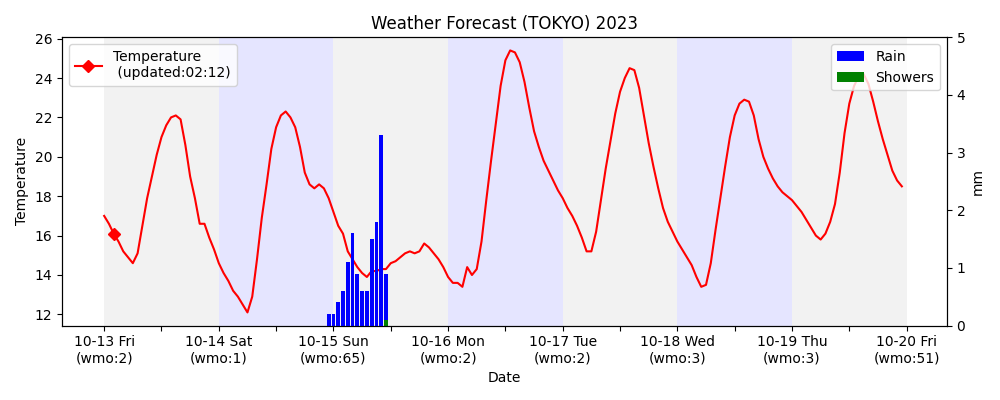 Weather Forecast (TOKYO) 2023
Temperature
(updated:02:12)
Rain
Showers
Temperature
26
24
22
20
18
16
14
12
5
4
3
2
1
0
mm
10-13 Fri
(wmo:2)
10-14 Sat
(wmo:1)
10-15 Sun
(wmo:65)
10-16 Mon
(wmo:2)
10-17 Tue
(wmo:2)
10-18 Wed
(wmo:3)
10-19 Thu
(wmo:3)
10-20 Fri
(wmo:51)
Date